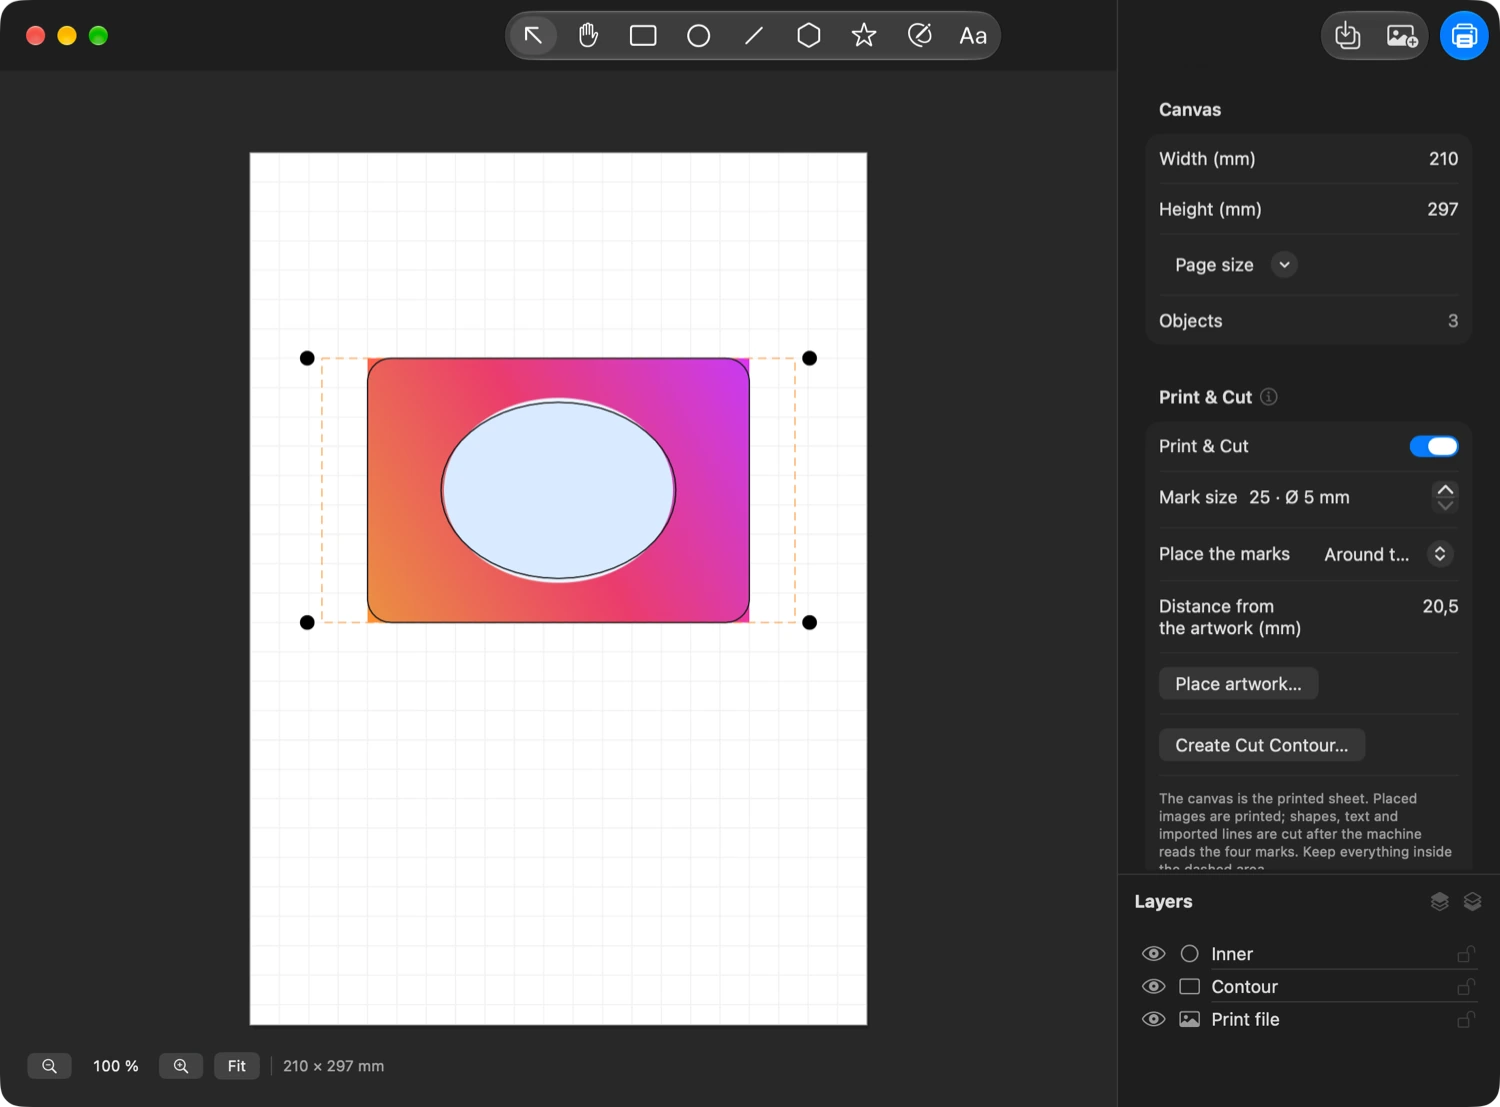 Aa
Canvas
Width (mm) 210
Height (mm) 297
Page size
Objects 3
Print & Cut
Print & Cut
Mark size 25 · Ø 5 mm
Place the marks Around t...
Distance from 20,5
the artwork (mm)
Place artwork...
Create Cut Contour...
The canvas is the printed sheet. Placed
images are printed; shapes, text and
imported lines are cut after the machine
reads the four marks. Keep everything inside
the dashed area.
Layers
Inner
Contour
Print file
100 % Fit 210 × 297 mm